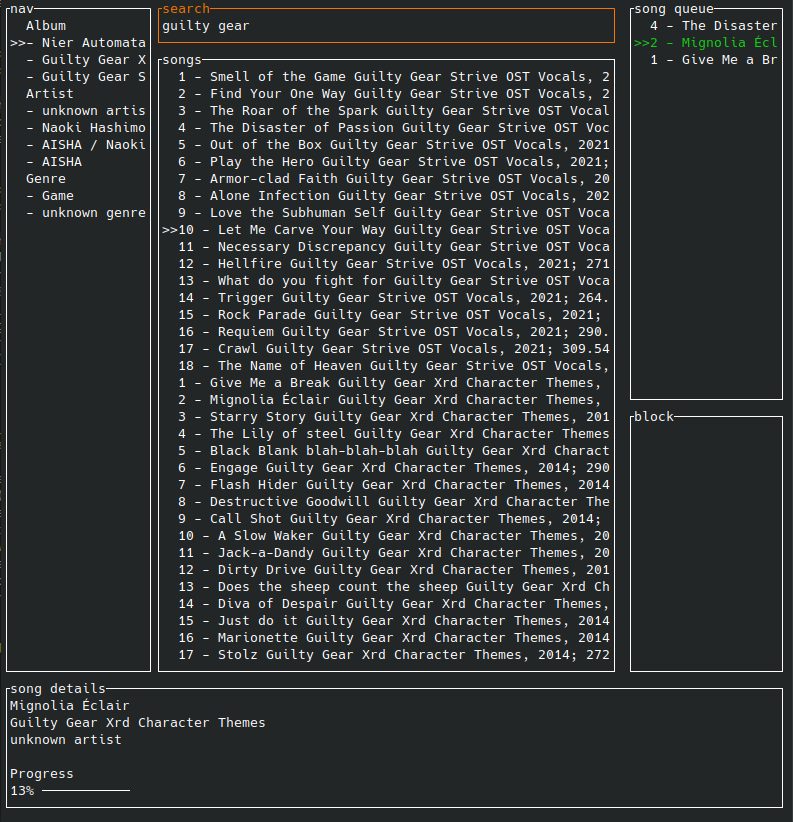 nav
Album
>>- Nier Automata
- Guilty Gear X
- Guilty Gear S
Artist
- unknown artis
- Naoki Hashimo
- AISHA / Naoki
- AISHA
Genre
- Game
- unknown genre
search
guilty gear
songs
1 - Smell of the Game Guilty Gear Strive OST Vocals, 2
2 - Find Your One Way Guilty Gear Strive OST Vocals, 2
3 - The Roar of the Spark Guilty Gear Strive OST Vocal
4 - The Disaster of Passion Guilty Gear Strive OST Voc
5 - Out of the Box Guilty Gear Strive OST Vocals, 2021
6 - Play the Hero Guilty Gear Strive OST Vocals, 2021;
7 - Armor-clad Faith Guilty Gear Strive OST Vocals, 20
8 - Alone Infection Guilty Gear Strive OST Vocals, 202
9 - Love the Subhuman Self Guilty Gear Strive OST Voca
>>10 - Let Me Carve Your Way Guilty Gear Strive OST Voca
11 - Necessary Discrepancy Guilty Gear Strive OST Voca
12 - Hellfire Guilty Gear Strive OST Vocals, 2021; 271
13 - What do you fight for Guilty Gear Strive OST Voca
14 - Trigger Guilty Gear Strive OST Vocals, 2021; 264.
15 - Rock Parade Guilty Gear Strive OST Vocals, 2021;
16 - Requiem Guilty Gear Strive OST Vocals, 2021; 290.
17 - Crawl Guilty Gear Strive OST Vocals, 2021; 309.54
18 - The Name of Heaven Guilty Gear Strive OST Vocals,
1 - Give Me a Break Guilty Gear Xrd Character Themes,
2 - Mignolia Éclair Guilty Gear Xrd Character Themes,
3 - Starry Story Guilty Gear Xrd Character Themes, 201
4 - The Lily of steel Guilty Gear Xrd Character Themes
5 - Black Blank blah-blah-blah Guilty Gear Xrd Charact
6 - Engage Guilty Gear Xrd Character Themes, 2014; 290
7 - Flash Hider Guilty Gear Xrd Character Themes, 2014
8 - Destructive Goodwill Guilty Gear Xrd Character The
9 - Call Shot Guilty Gear Xrd Character Themes, 2014;
10 - A Slow Waker Guilty Gear Xrd Character Themes, 20
11 - Jack-a-Dandy Guilty Gear Xrd Character Themes, 20
12 - Dirty Drive Guilty Gear Xrd Character Themes, 201
13 - Does the sheep count the sheep Guilty Gear Xrd Ch
14 - Diva of Despair Guilty Gear Xrd Character Themes,
15 - Just do it Guilty Gear Xrd Character Themes, 2014
16 - Marionette Guilty Gear Xrd Character Themes, 2014
17 - Stolz Guilty Gear Xrd Character Themes, 2014; 272
song queue
4 - The Disaster
>>2 - Mignolia Écl
1 - Give Me a Br
block
song details
Mignolia Éclair
Guilty Gear Xrd Character Themes
unknown artist
Progress
13%